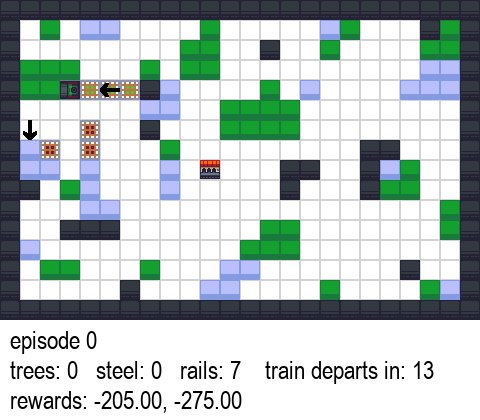 episode 0
trees: 0 steel: 0 rails: 7 train departs in: 13
rewards: -205.00, -275.00